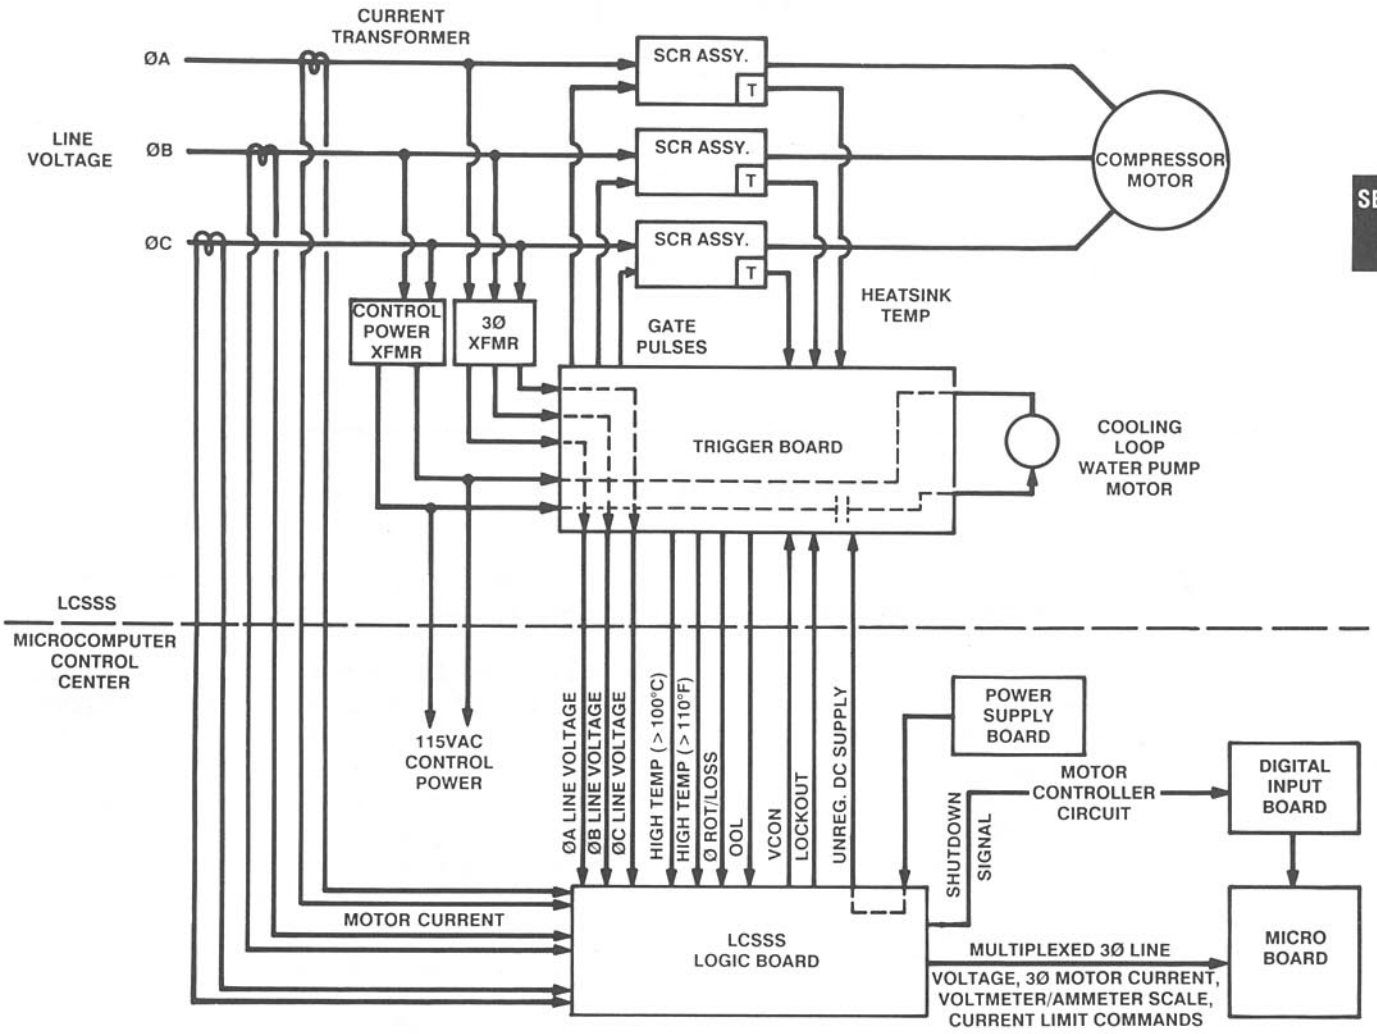 CURRENT
TRANSFORMER
ØA
SCR ASSY.
T
LINE
VOLTAGE
ØB
SCR ASSY.
T
COMPRESSOR
MOTOR
SE
ØC
SCR ASSY.
T
CONTROL
POWER
XFMR
3Ø
XFMR
GATE
PULSES
HEATSINK
TEMP
TRIGGER BOARD
COOLING
LOOP
WATER PUMP
MOTOR
LCSSS
MICROCOMPUTER
CONTROL
CENTER
115VAC
CONTROL
POWER
ØA LINE VOLTAGE
ØB LINE VOLTAGE
ØC LINE VOLTAGE
HIGH TEMP ( > 100°C)
HIGH TEMP (> 110°F)
Ø ROT/LOSS
OOL
VCON
LOCKOUT
UNREG. DC SUPPLY
POWER
SUPPLY
BOARD
SHUTDOWN
SIGNAL
MOTOR
CONTROLLER
CIRCUIT
DIGITAL
INPUT
BOARD
MOTOR CURRENT
LCSSS
LOGIC BOARD
MULTIPLEXED 3Ø LINE
VOLTAGE, 3Ø MOTOR CURRENT,
VOLTMETER/AMMETER SCALE,
CURRENT LIMIT COMMANDS
MICRO
BOARD